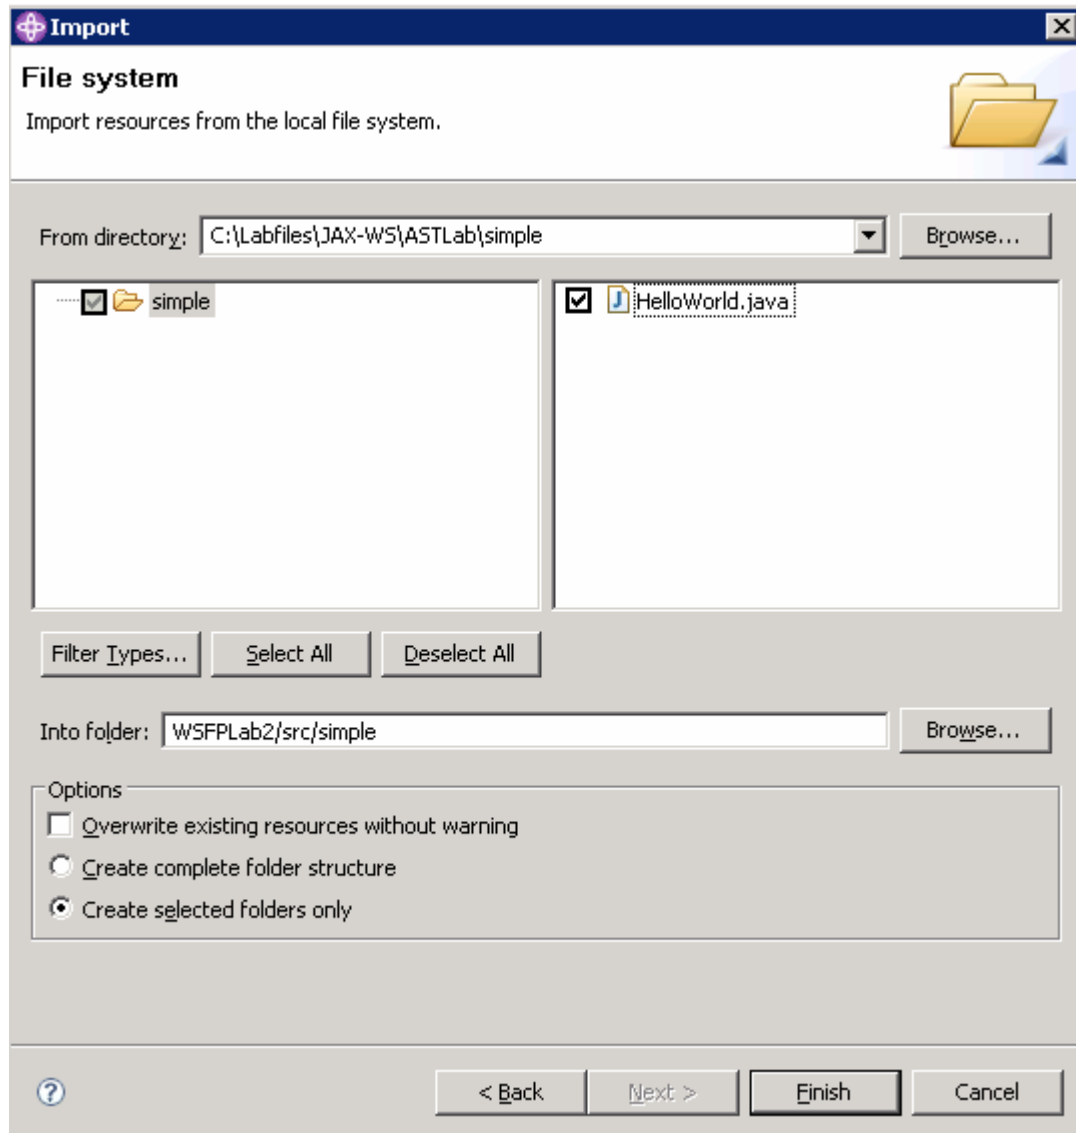 Import
File system
Import resources from the local file system.
From directory: C:\Labfiles\JAX-WS\ASTLab\simple Browse...
simple HelloWorld.java
Filter Types... Select All Deselect All
Into folder: WSFPLab2/src/simple Browse...
Options
Overwrite existing resources without warning
Create complete folder structure
Create selected folders only
? < Back Next > Finish Cancel